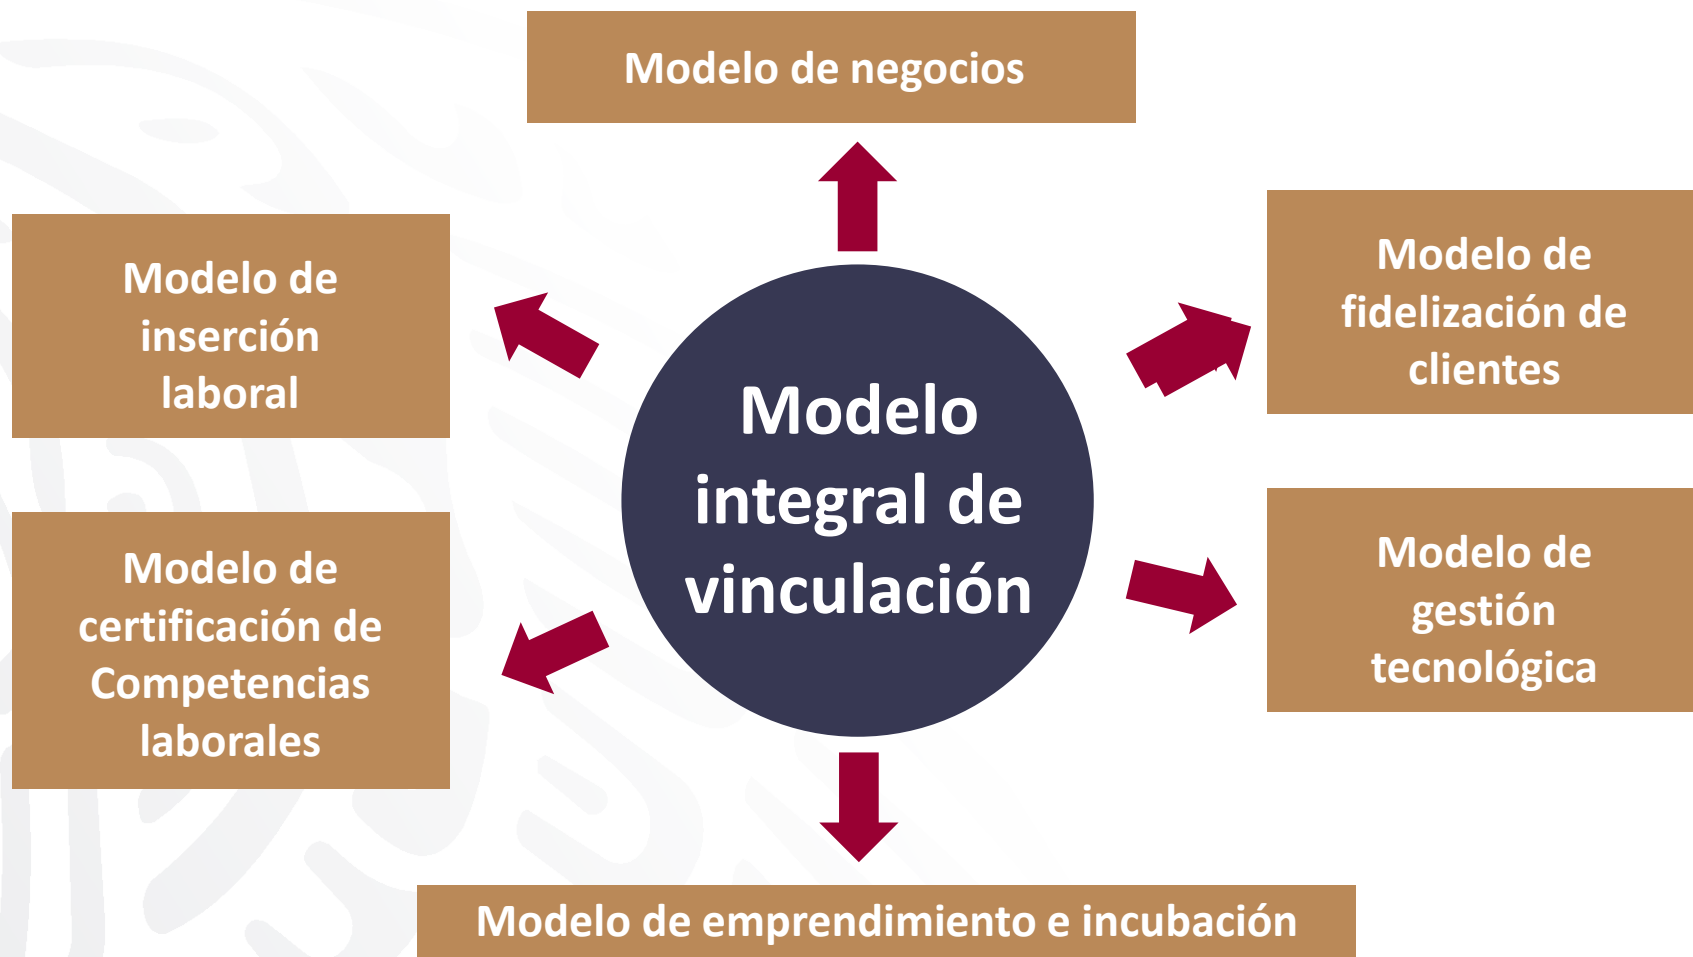 Modelo de negocios
Modelo de
inserción
laboral
Modelo de
fidelización de
clientes
Modelo
integral de
vinculación
Modelo de
certificación de
Competencias
laborales
Modelo de
gestión
tecnológica
Modelo de emprendimiento e incubación